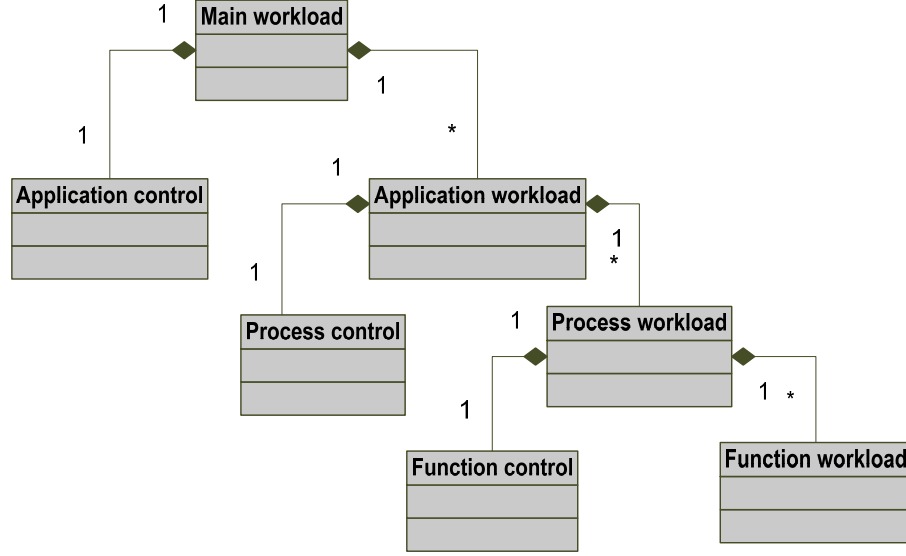 1
Main workload
1
1
*
Application control
1
Application workload
1
1
*
Process control
1
Process workload
1
1
*
Function control
Function workload